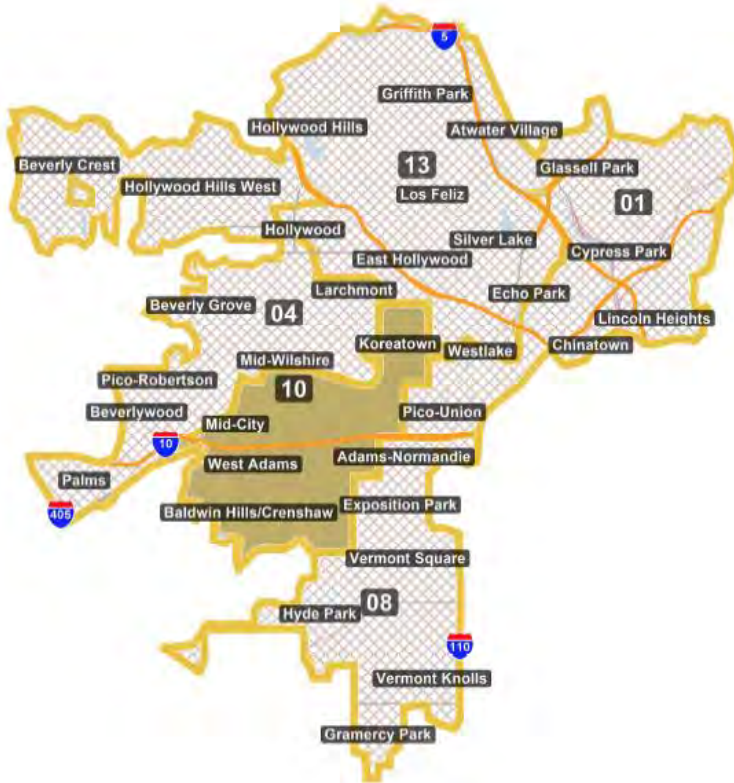 5
Griffith Park
Hollywood Hills
Atwater Village
Beverly Crest
13
Glassell Park
Hollywood Hills West
Los Feliz
01
Hollywood
Silver Lake
Cypress Park
East Hollywood
Larchmont
Echo Park
Beverly Grove
04
Lincoln Heights
Koreatown
Westlake
Chinatown
Mid-Wilshire
Pico-Robertson
10
Beverlywood
Pico-Union
Mid-City
10
West Adams
Adams-Normandie
Palms
405
Baldwin Hills/Crenshaw
Exposition Park
Vermont Square
08
Hyde Park
110
Vermont Knolls
Gramercy Park